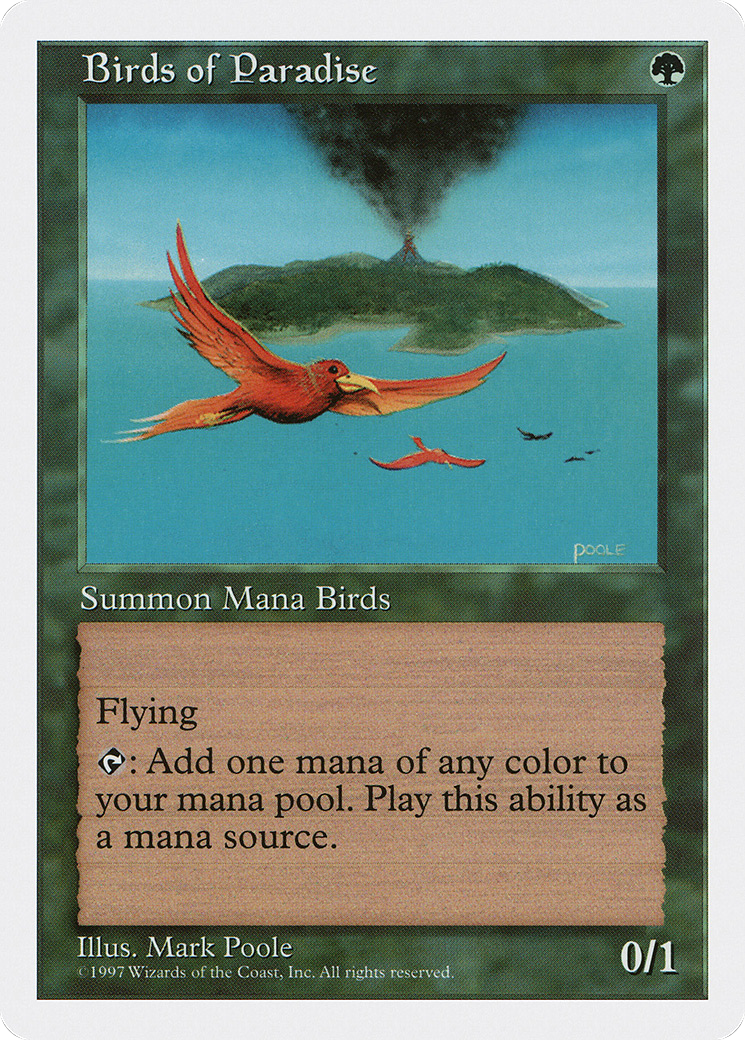 Birds of Paradise
POOLE
Summon Mana Birds
Flying
: Add one mana of any color to
your mana pool. Play this ability as
a mana source.
Illus. Mark Poole
©1997 Wizards of the Coast, Inc. All rights reserved.
0/1